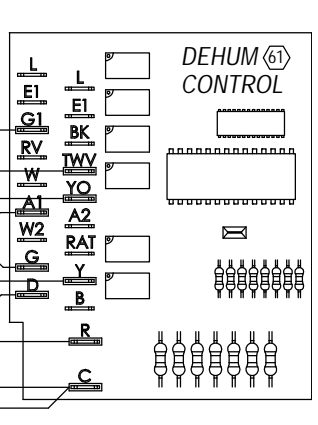 DEHUM 61
CONTROL
L
E1
G1
RV
W
A1
W2
G
D
L
E1
BK
TWV
YO
A2
RAT
Y
B
R
C